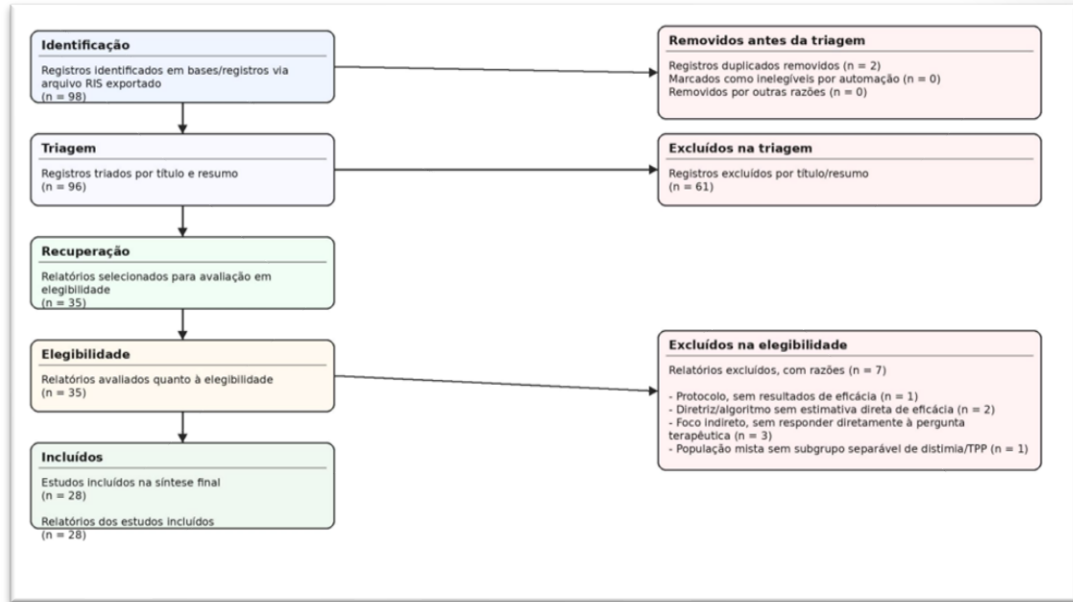 Identificação
Registros identificados em bases/registros via
arquivo RIS exportado
(n = 98)
Removidos antes da triagem
Registros duplicados removidos (n = 2)
Marcados como inelegíveis por automação (n = 0)
Removidos por outras razões (n = 0)
Triagem
Registros triados por título e resumo
(n = 96)
Excluídos na triagem
Registros excluídos por título/resumo
(n = 61)
Recuperação
Relatórios selecionados para avaliação em
elegibilidade
(n = 35)
Elegibilidade
Relatórios avaliados quanto à elegibilidade
(n = 35)
Excluídos na elegibilidade
Relatórios excluídos, com razões (n = 7)
- Protocolo, sem resultados de eficácia (n = 1)
- Diretriz/algoritmo sem estimativa direta de eficácia (n = 2)
- Foco indireto, sem responder diretamente à pergunta
terapêutica (n = 3)
- População mista sem subgrupo separável de distimia/TPP (n = 1)
Incluídos
Estudos incluídos na síntese final
(n = 28)
Relatórios dos estudos incluídos
(n = 28)